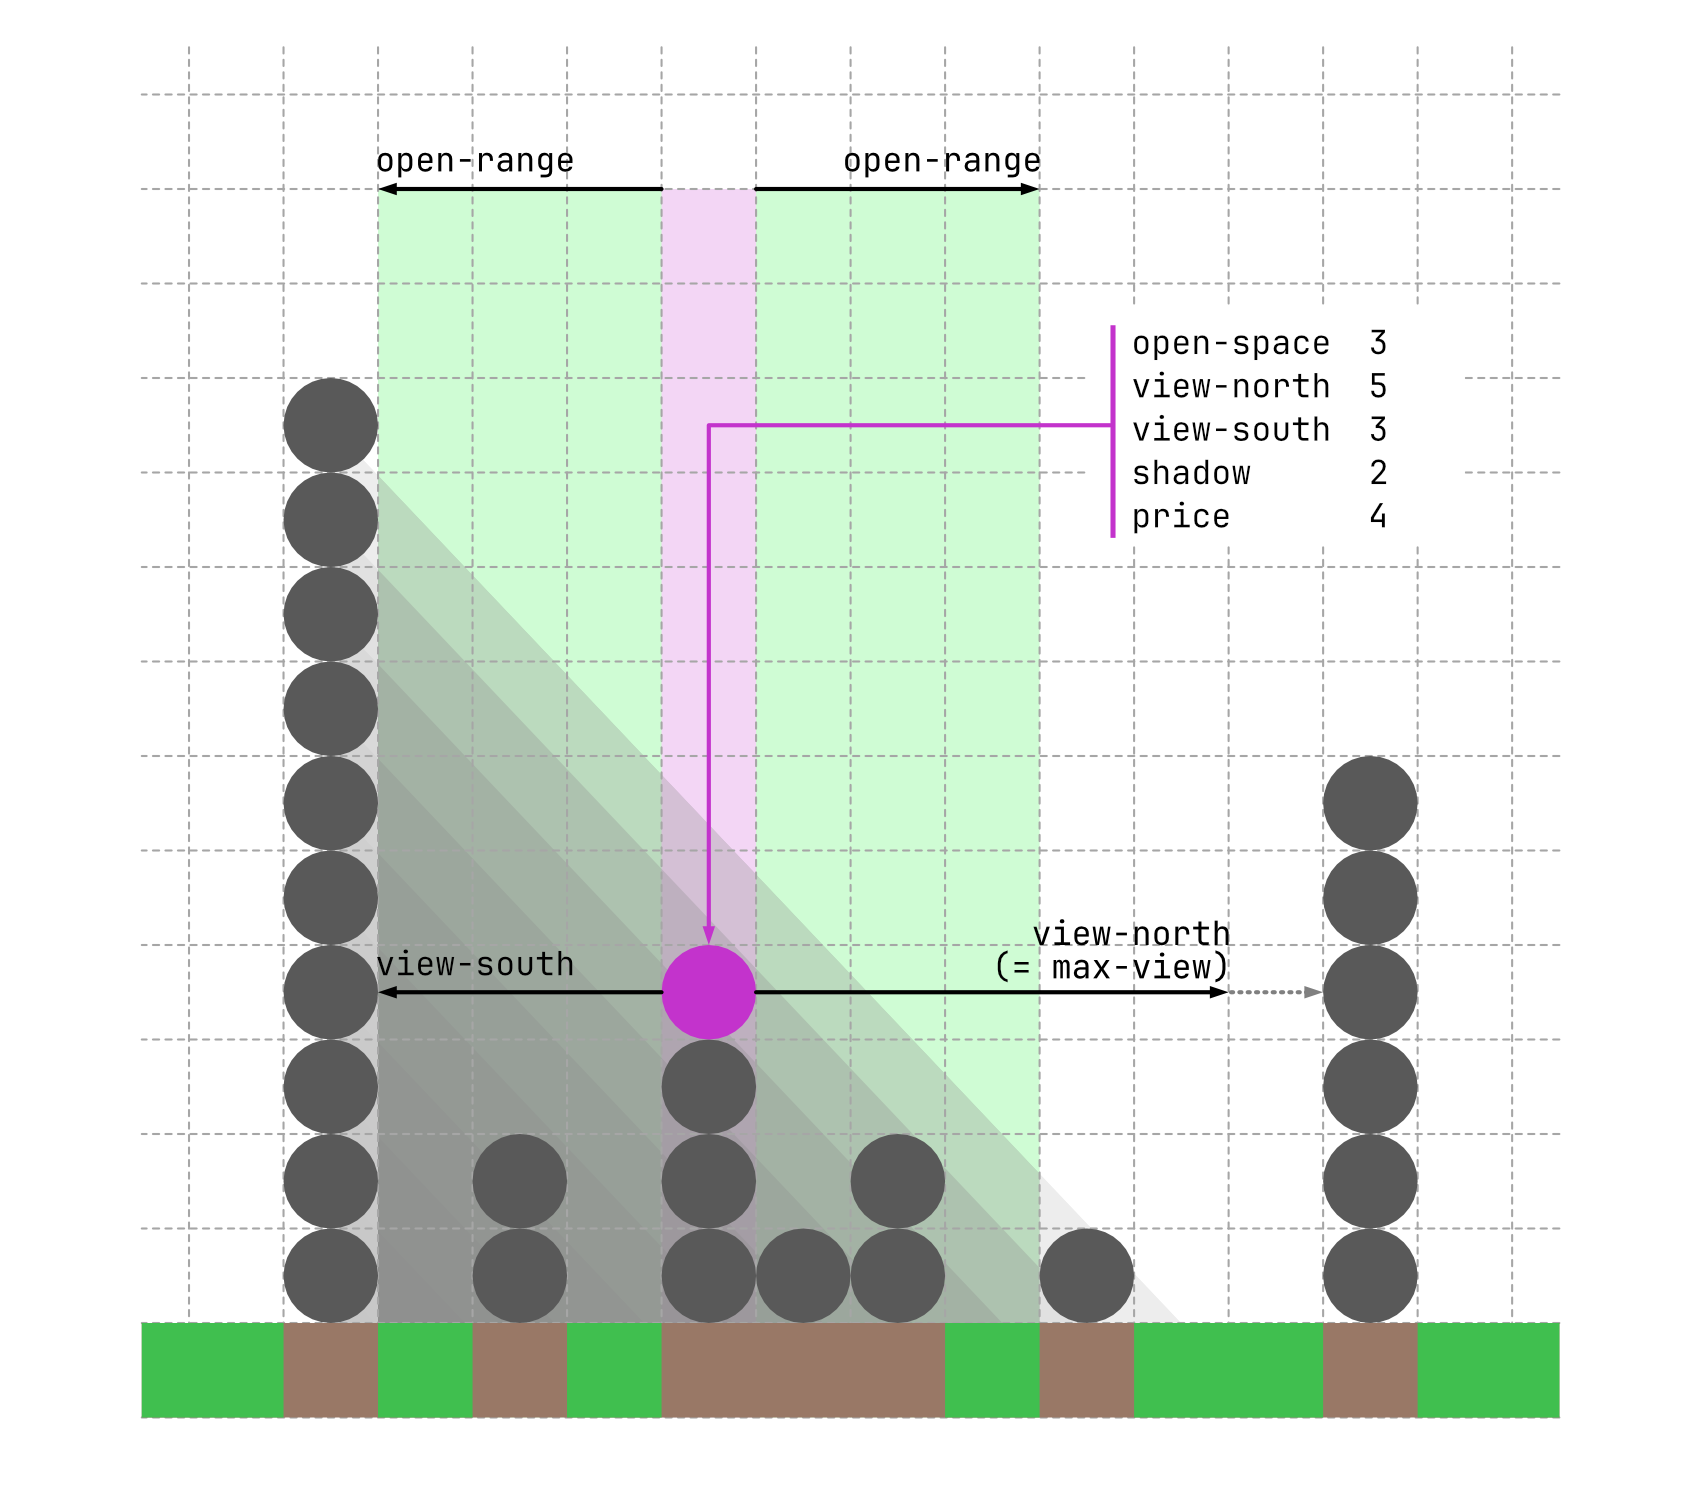 open-range
open-range
open-space 3
view-north 5
view-south 3
shadow 2
price 4
view-north
(= max-view)
view-south